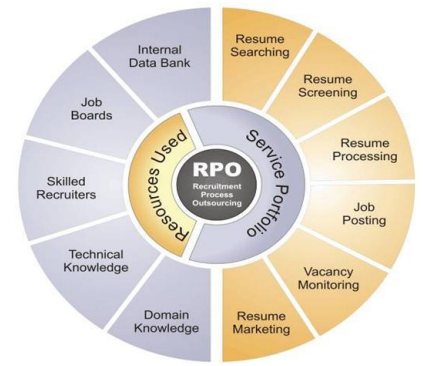 RPO
Recruitment
Process
Outsourcing
Resources Used
Service Portfolio
Internal
Data Bank
Job
Boards
Skilled
Recruiters
Technical
Knowledge
Domain
Knowledge
Resume
Searching
Resume
Screening
Resume
Processing
Job
Posting
Vacancy
Monitoring
Resume
Marketing